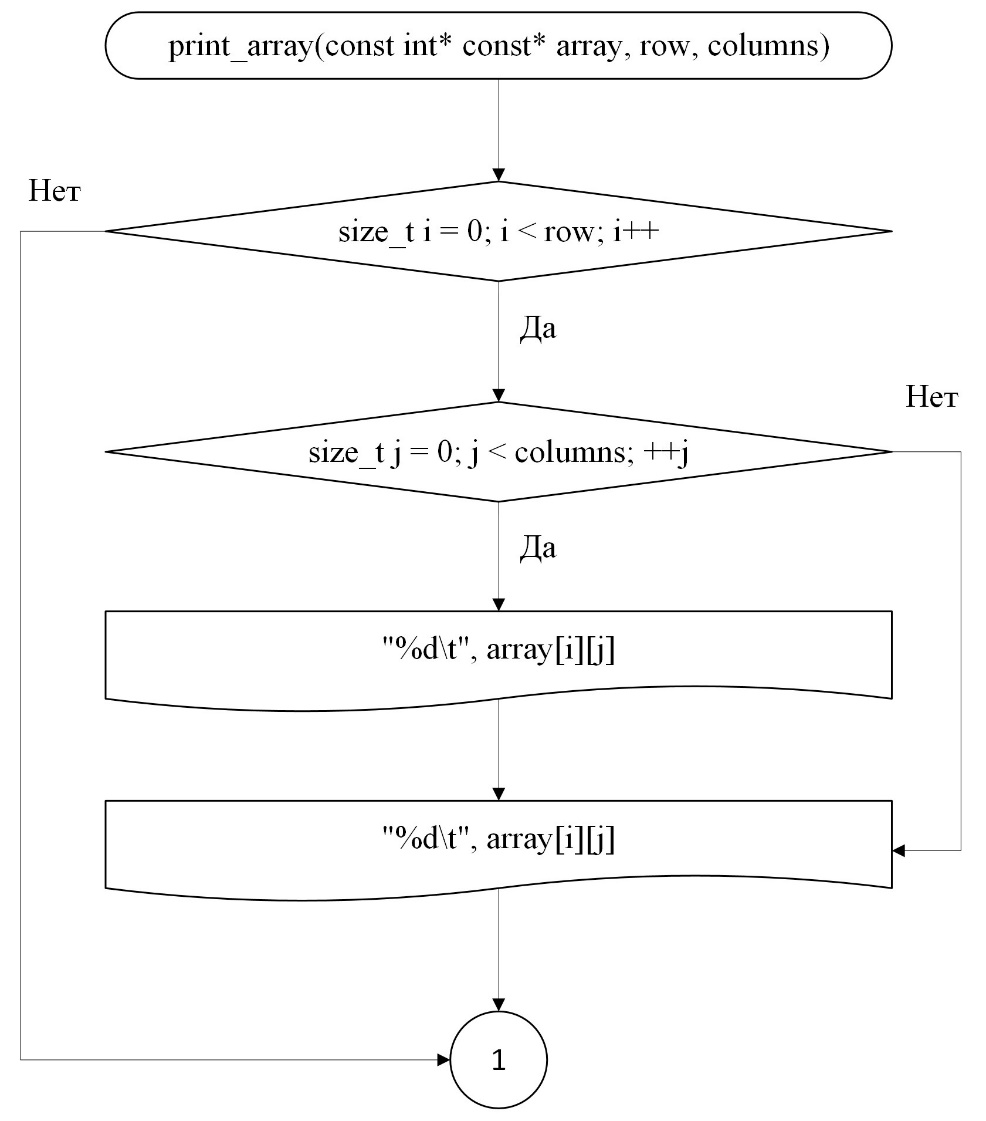 print_array(const int* const* array, row, columns)
Нет
size_t i = 0; i < row; i++
Да
Нет
size_t j = 0; j < columns; ++j
Да
"%d\t", array[i][j]
"%d\t", array[i][j]
1